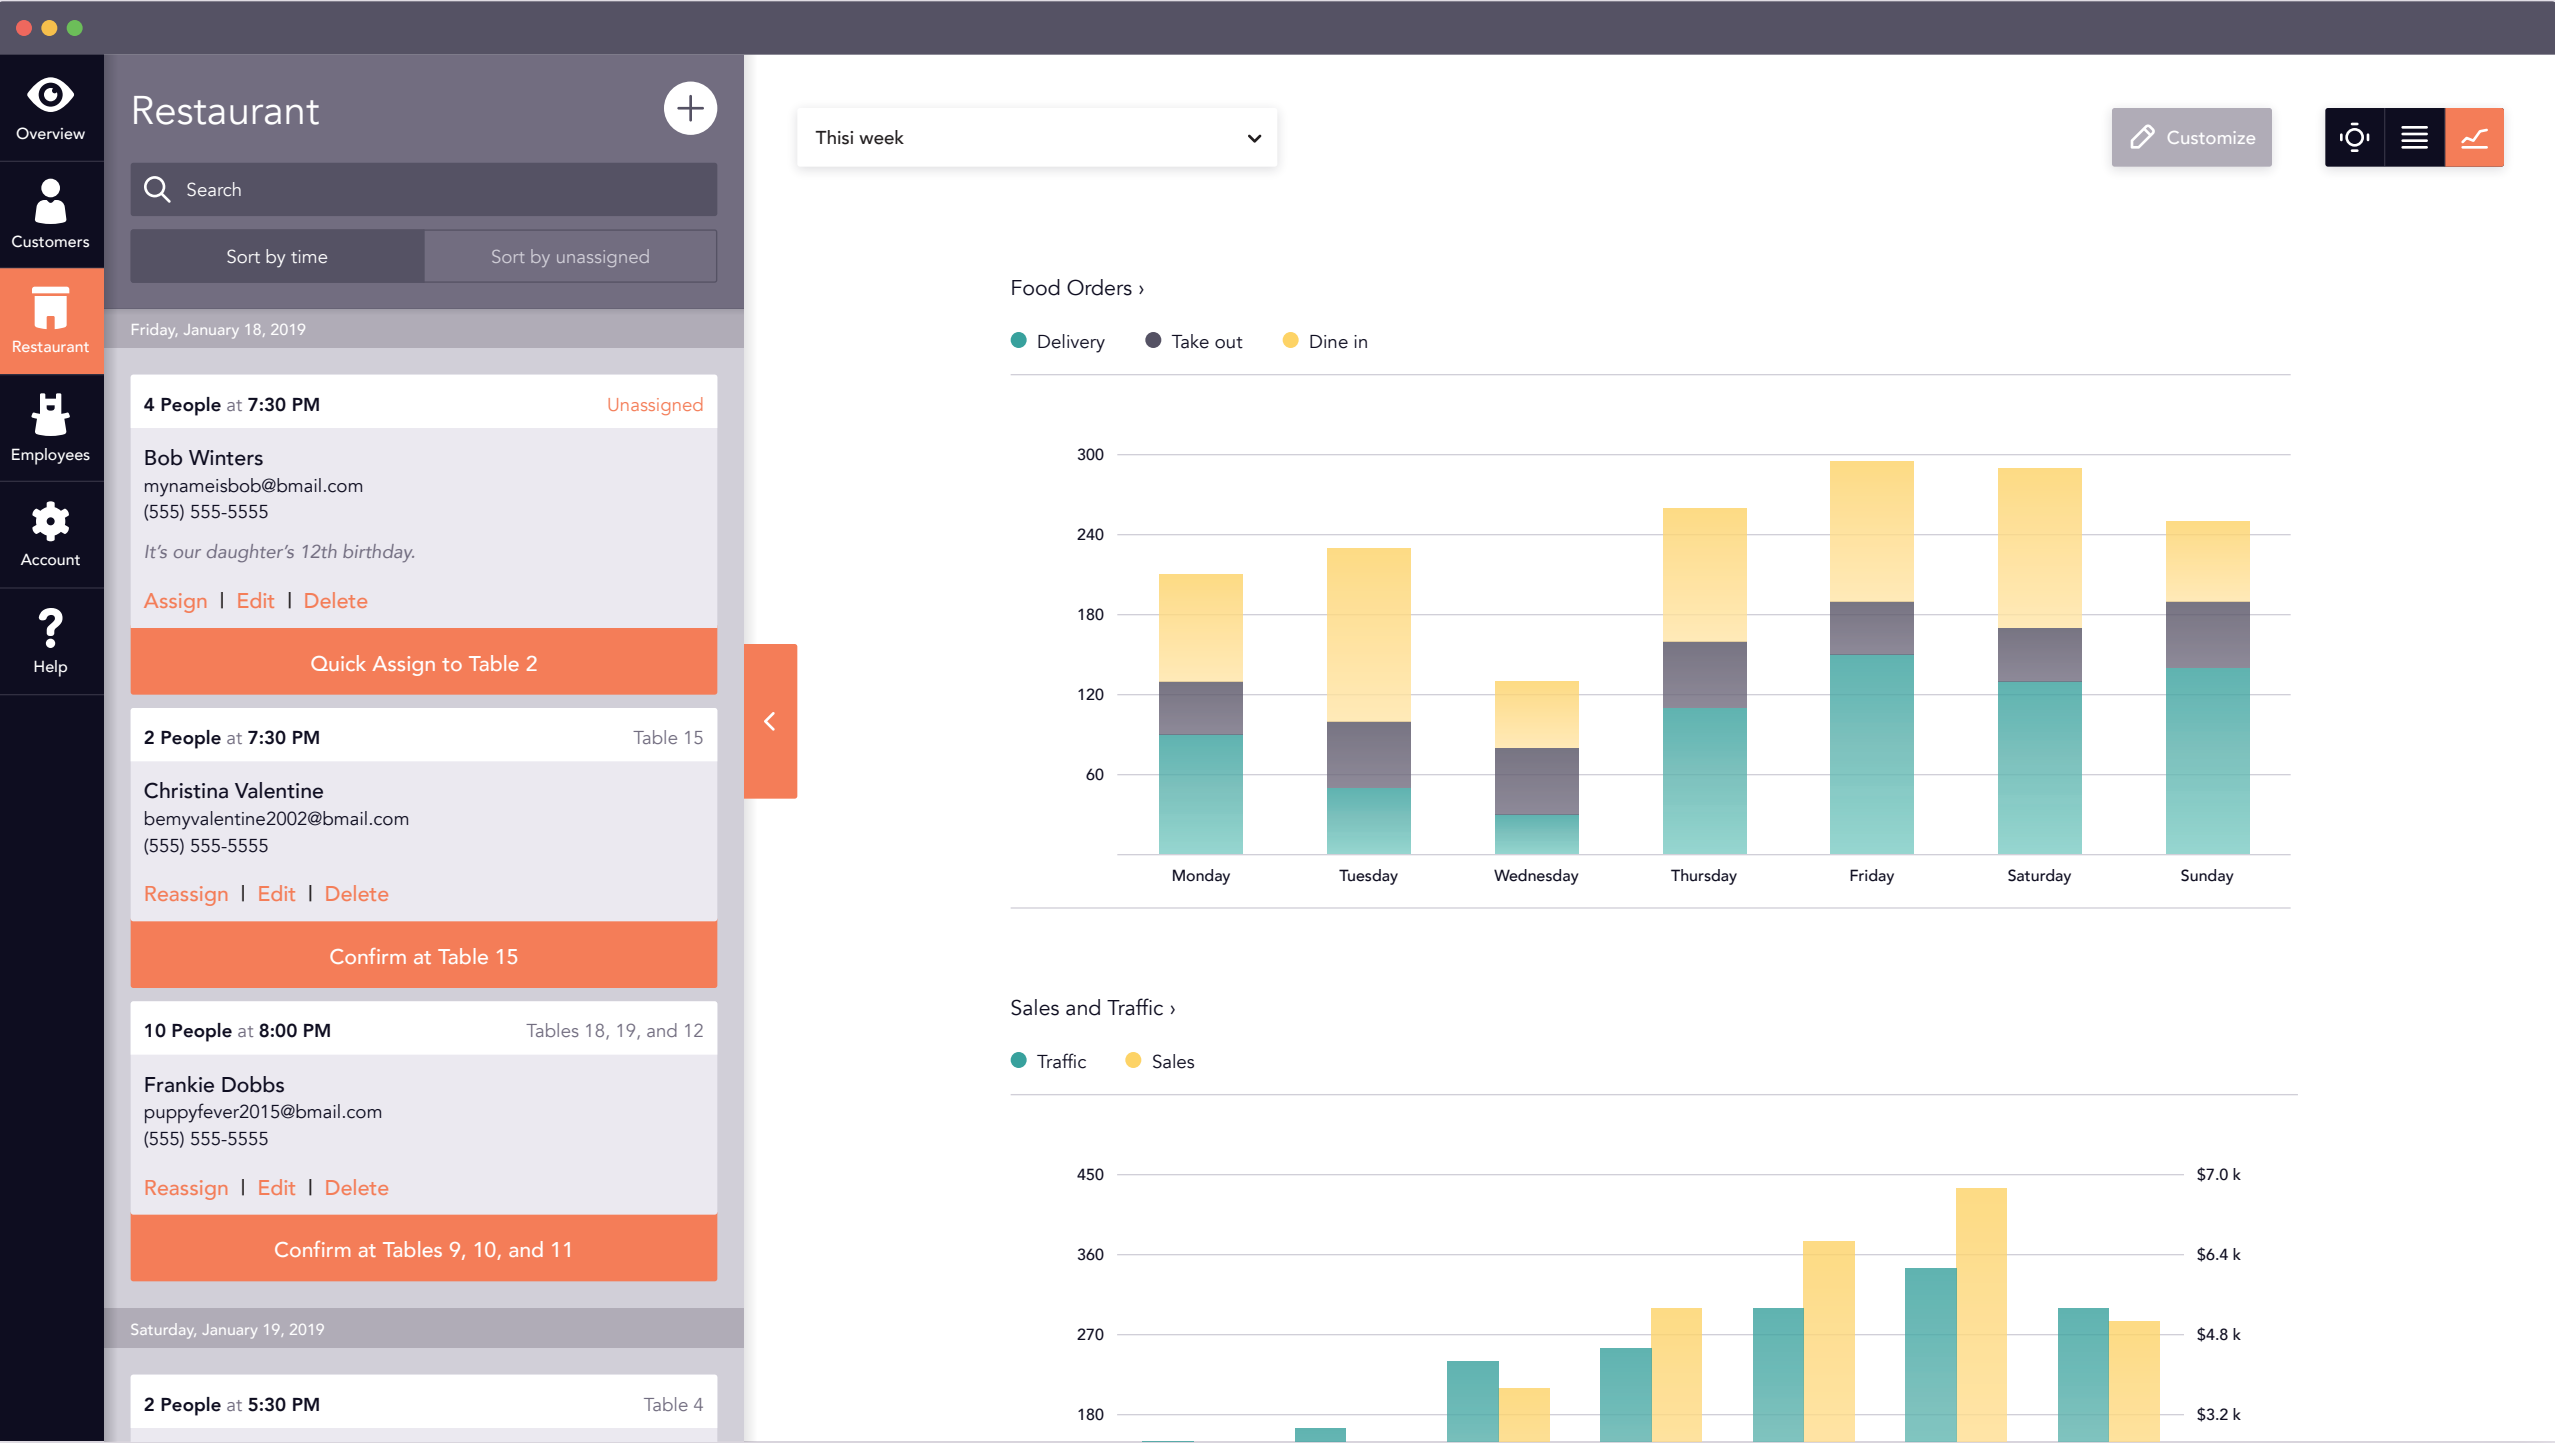 Overview
Customers
Restaurant
Employees
Account
Help
Restaurant
Search
Sort by time
Sort by unassigned
Friday, January 18, 2019
4 People at 7:30 PM
Unassigned
Bob Winters
mynameisbob@bmail.com
(555) 555-5555
It's our daughter's 12th birthday.
Assign | Edit | Delete
Quick Assign to Table 2
2 People at 7:30 PM
Table 15
Christina Valentine
bemyvalentine2002@bmail.com
(555) 555-5555
Reassign | Edit | Delete
Confirm at Table 15
10 People at 8:00 PM
Tables 18, 19, and 12
Frankie Dobbs
puppyfever2015@bmail.com
(555) 555-5555
Reassign | Edit | Delete
Confirm at Tables 9, 10, and 11
Saturday, January 19, 2019
2 People at 5:30 PM
Table 4
Thisi week
Customize
Food Orders ›
Delivery
Take out
Dine in
300
240
180
120
60
Monday
Tuesday
Wednesday
Thursday
Friday
Saturday
Sunday
Sales and Traffic ›
Traffic
Sales
450
$7.0 k
360
$6.4 k
270
$4.8 k
180
$3.2 k